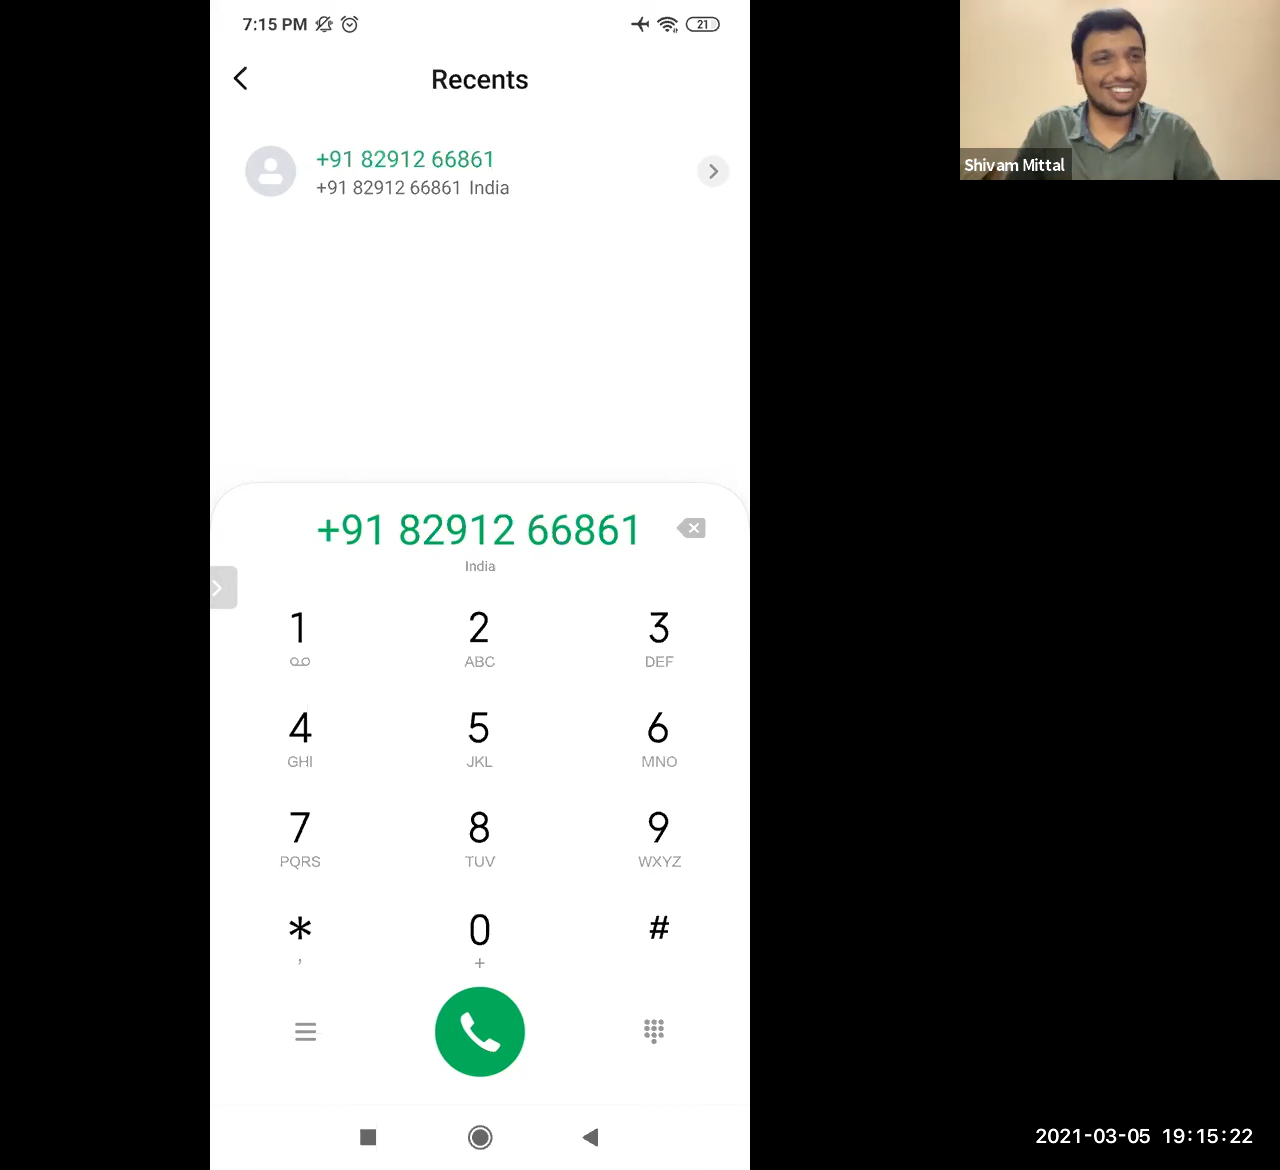 7:15 PM
21
Recents
+91 82912 66861
+91 82912 66861 India
+91 82912 66861
India
1
2
ABC
3
DEF
4
GHI
5
JKL
6
MNO
7
PQRS
8
TUV
9
WXYZ
*
,
0
+
#
Shivam Mittal
2021-03-05 19:15:22